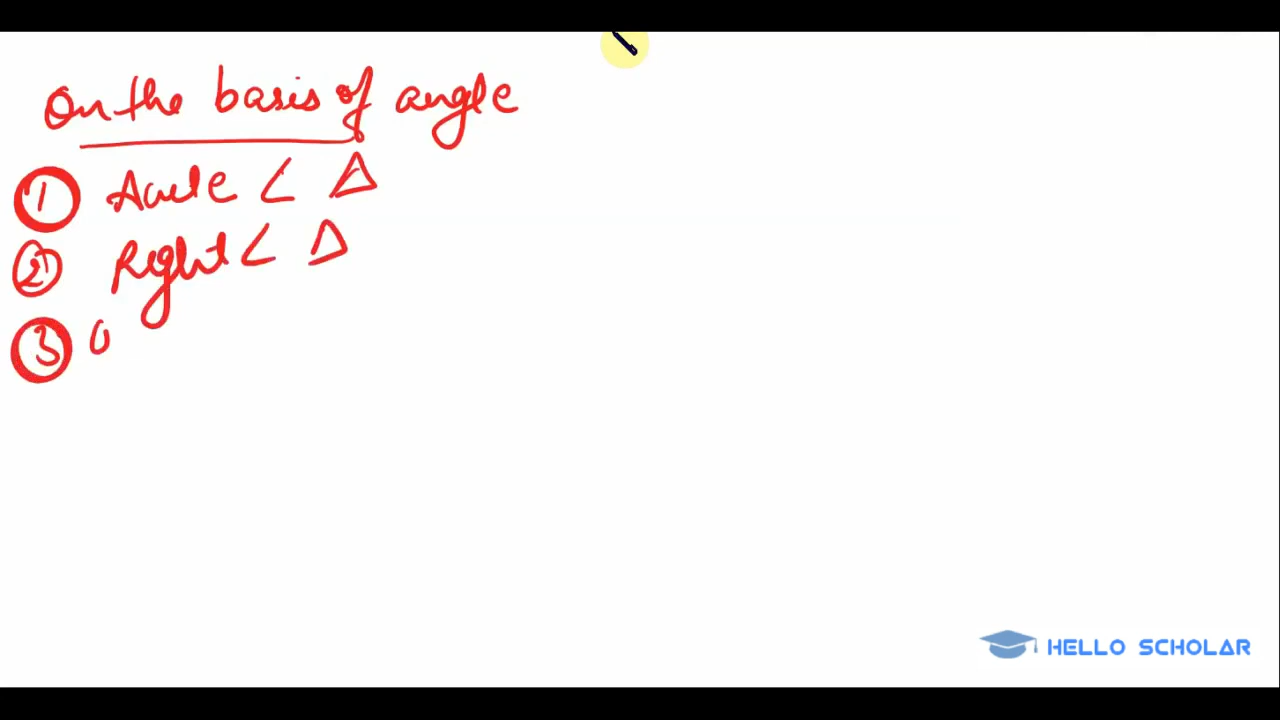 On the basis of angle
① Acute < Δ
② Right < Δ
③ O
HELLO SCHOLAR